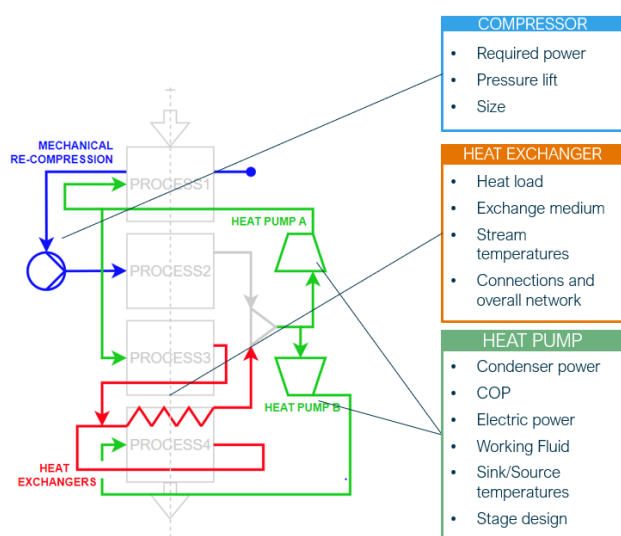 COMPRESSOR
• Required power
• Pressure lift
• Size
MECHANICAL
RE-COMPRESSION
PROCESS1
HEAT EXCHANGER
• Heat load
• Exchange medium
• Stream
temperatures
• Connections and
overall network
HEAT PUMP A
PROCESS2
PROCESS3
HEAT PUMP B
PROCESS4
HEAT
EXCHANGERS
HEAT PUMP
• Condenser power
• COP
• Electric power
• Working Fluid
• Sink/Source
temperatures
• Stage design